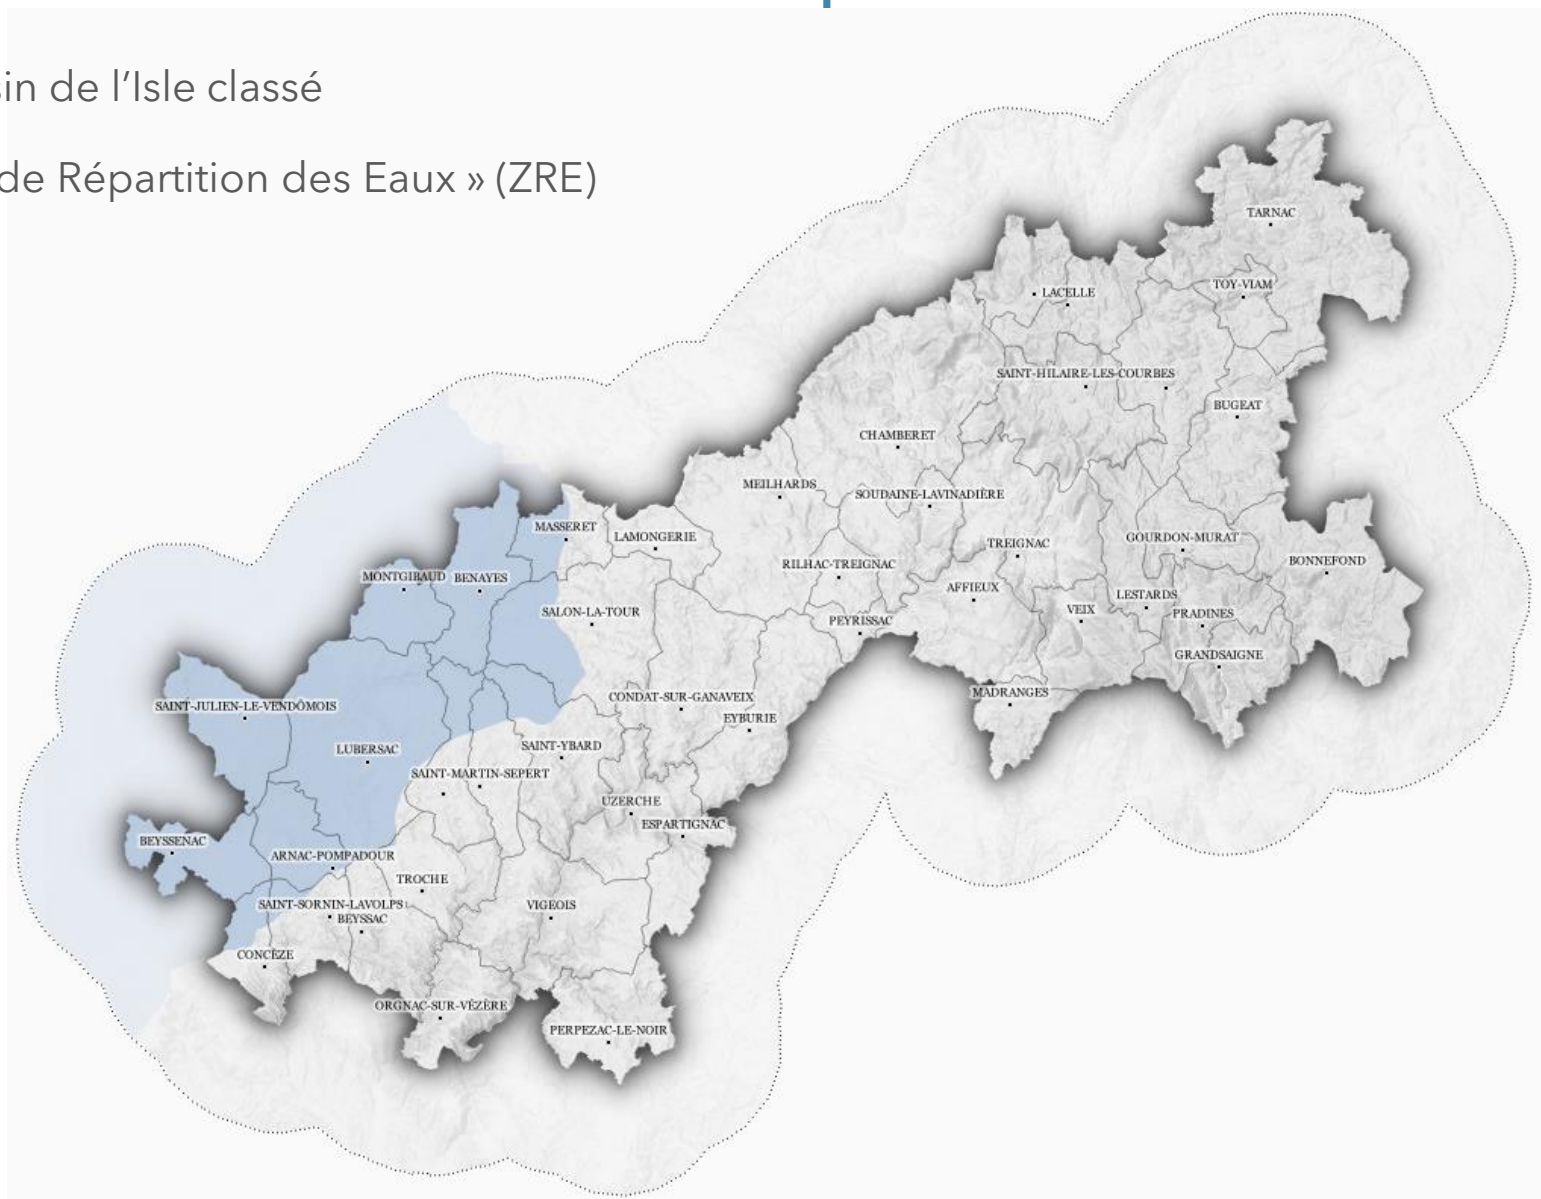 in de l'Isle classé
de Répartition des Eaux » (ZRE)
TARNAC
TOY-VIAM
LACELLE
SAINT-HILAIRE-LES-COURBES
BUGEAT
CHAMBERET
MEILHARDS
SOUDAINE-LAVINADIÈRE
MASSERET
LAMONGERIE
TREIGNAC
GOURDON-MURAT
BONNEFOND
RILHAC-TREIGNAC
MONTGIBAUD
BENAYES
AFFIEUX
LESTARDS
SALON-LA-TOUR
VEIX
PRADINES
PEYRISSAC
GRANDSAIGNE
MADRANGES
CONDAT-SUR-GANAVEIX
SAINT-JULIEN-LE-VENDÔMOIS
EYBURIE
LUBERSAC
SAINT-YBARD
SAINT-MARTIN-SEPERT
UZERCHE
ESPARTIGNAC
BEYSSENAC
ARNAC-POMPADOUR
TROCHE
SAINT-SORNIN-LAVOLPS
VIGEOIS
BEYSSAC
CONCÈZE
ORGNAC-SUR-VÉZÈRE
PERPEZAC-LE-NOIR